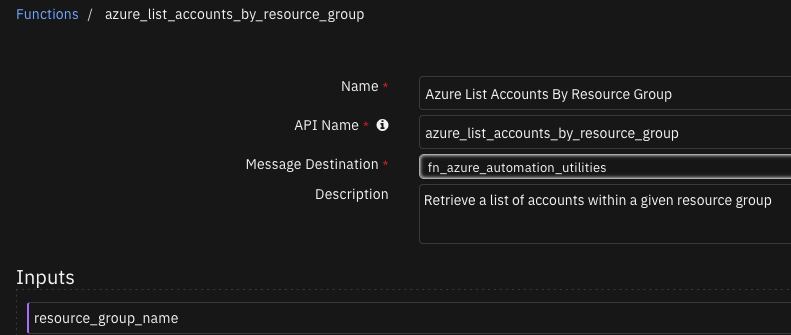 Functions / azure_list_accounts_by_resource_group
Name *
Azure List Accounts By Resource Group
API Name *
azure_list_accounts_by_resource_group
Message Destination *
fn_azure_automation_utilities
Description
Retrieve a list of accounts within a given resource group
Inputs
resource_group_name